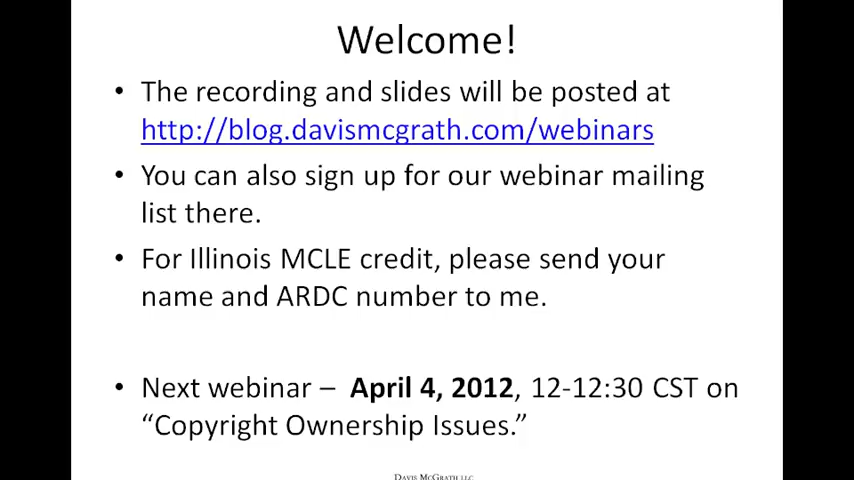 Welcome!
• The recording and slides will be posted at
http://blog.davismcgrath.com/webinars
• You can also sign up for our webinar mailing
list there.
• For Illinois MCLE credit, please send your
name and ARDC number to me.
• Next webinar – April 4, 2012, 12-12:30 CST on
“Copyright Ownership Issues.”
DAVIS MCGRATH LLC